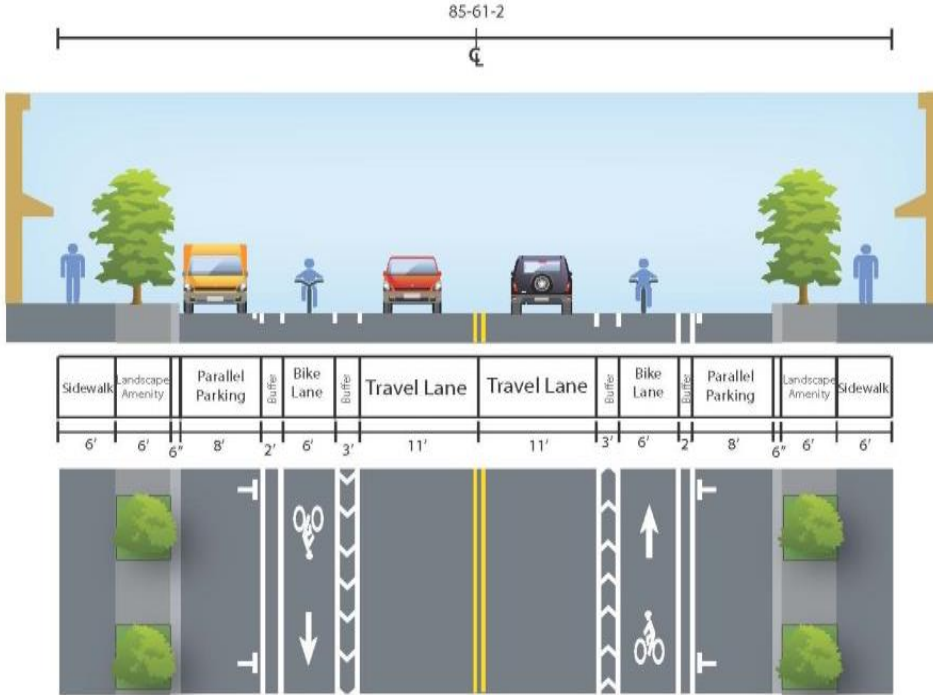 85-61-2
℄
Sidewalk
Landscape
Amenity
Parallel
Parking
Buffer
Bike
Lane
Buffer
Travel Lane
Travel Lane
Buffer
Bike
Lane
Buffer
Parallel
Parking
Landscape
Amenity
Sidewalk
6' 6' 6" 8' 2' 6' 3' 11' 11' 3' 6' 2' 8' 6" 6' 6'